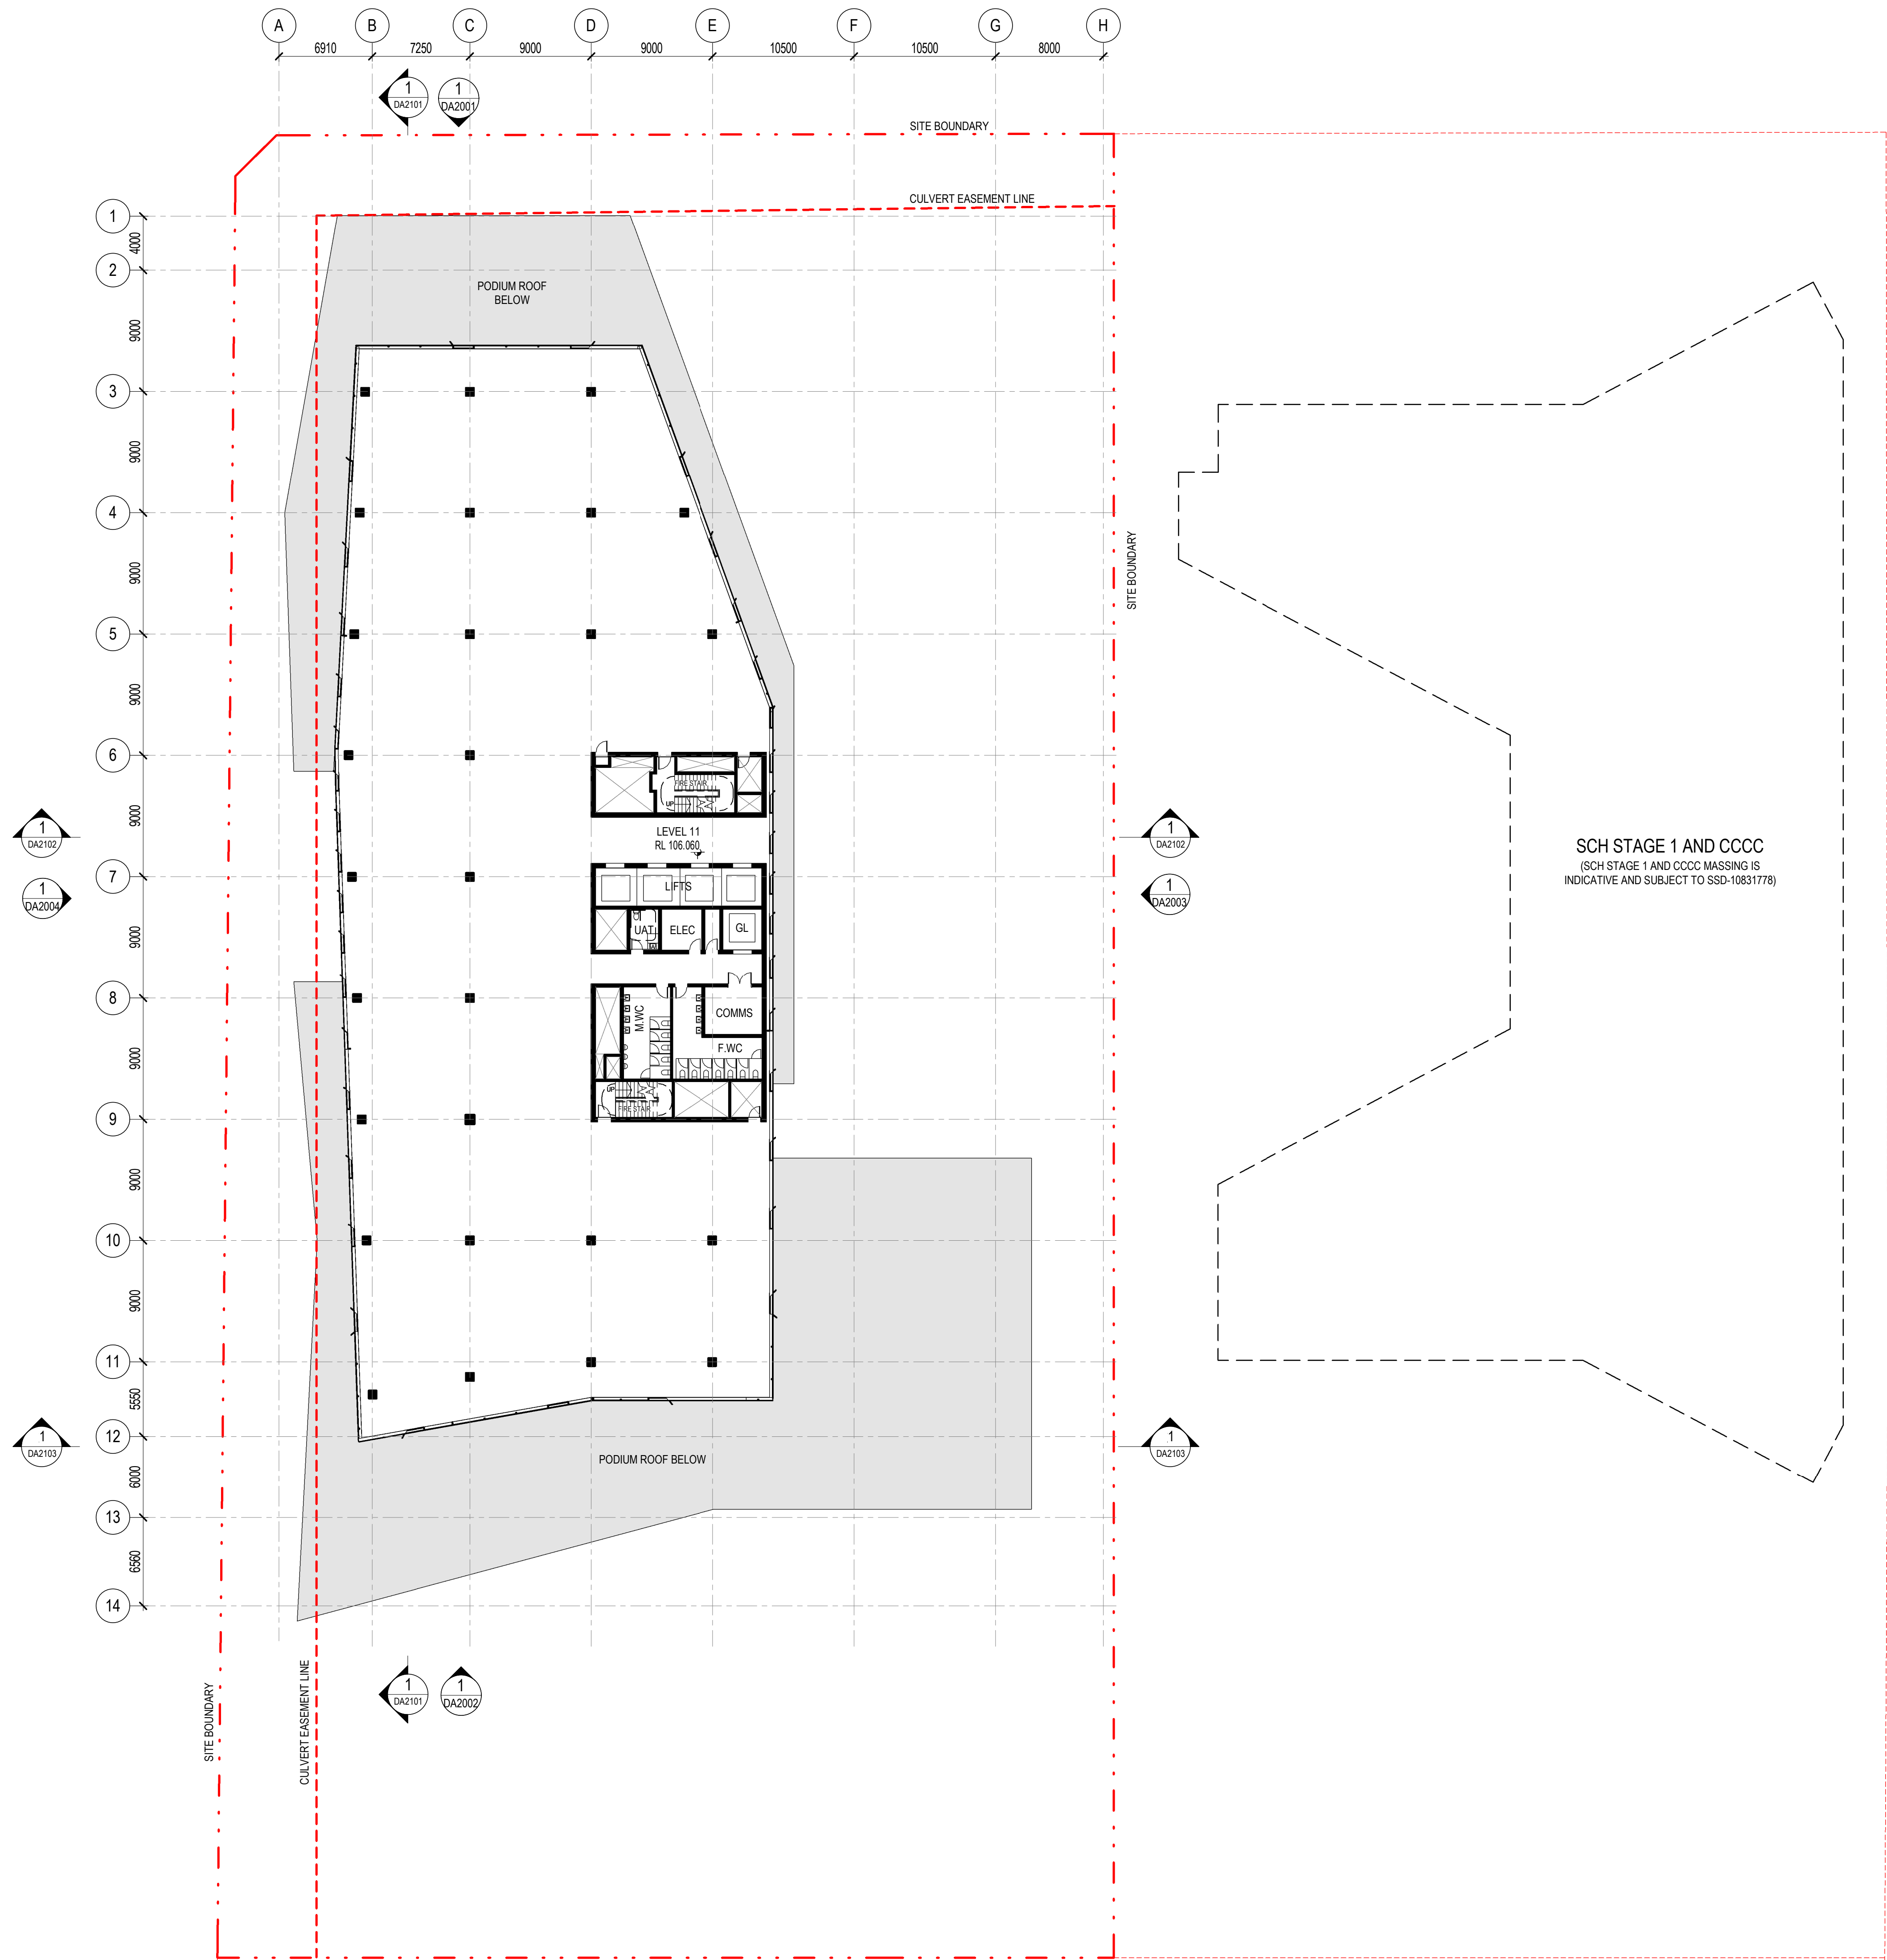 A B C D E F G H
6910 7250 9000 9000 10500 10500 8000
1
DA2101
1
DA2001
SITE BOUNDARY
CULVERT EASEMENT LINE
1
4000
2
PODIUM ROOF
BELOW
9000
3
9000
4
9000
SITE BOUNDARY
5
9000
6
FIRE STAIR
UP
9000
1
DA2102
LEVEL 11
RL 106.060
1
DA2102
SCH STAGE 1 AND CCCC
(SCH STAGE 1 AND CCCC MASSING IS
INDICATIVE AND SUBJECT TO SSD-10831778)
7
LIFTS
1
DA2004
1
DA2003
UAT ELEC GL
9000
8
M.WC
COMMS
F.WC
9000
UP
FIRE STAIR
9
9000
10
9000
11
5550
12
1
DA2103
1
DA2103
PODIUM ROOF BELOW
6000
13
6560
14
SITE BOUNDARY
CULVERT EASEMENT LINE
1
DA2101
1
DA2002